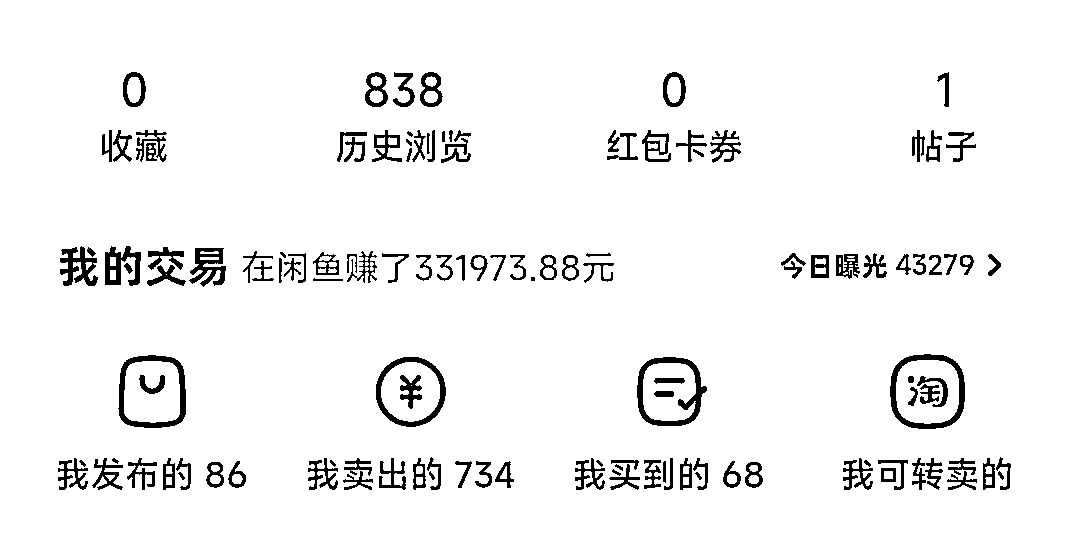 0 838 0 1
收藏 历史浏览 红包卡券 帖子
我的交易 在闲鱼赚了331973.88元 今日曝光 43279
¥ 淘
我发布的 86 我卖出的 734 我买到的 68 我可转卖的